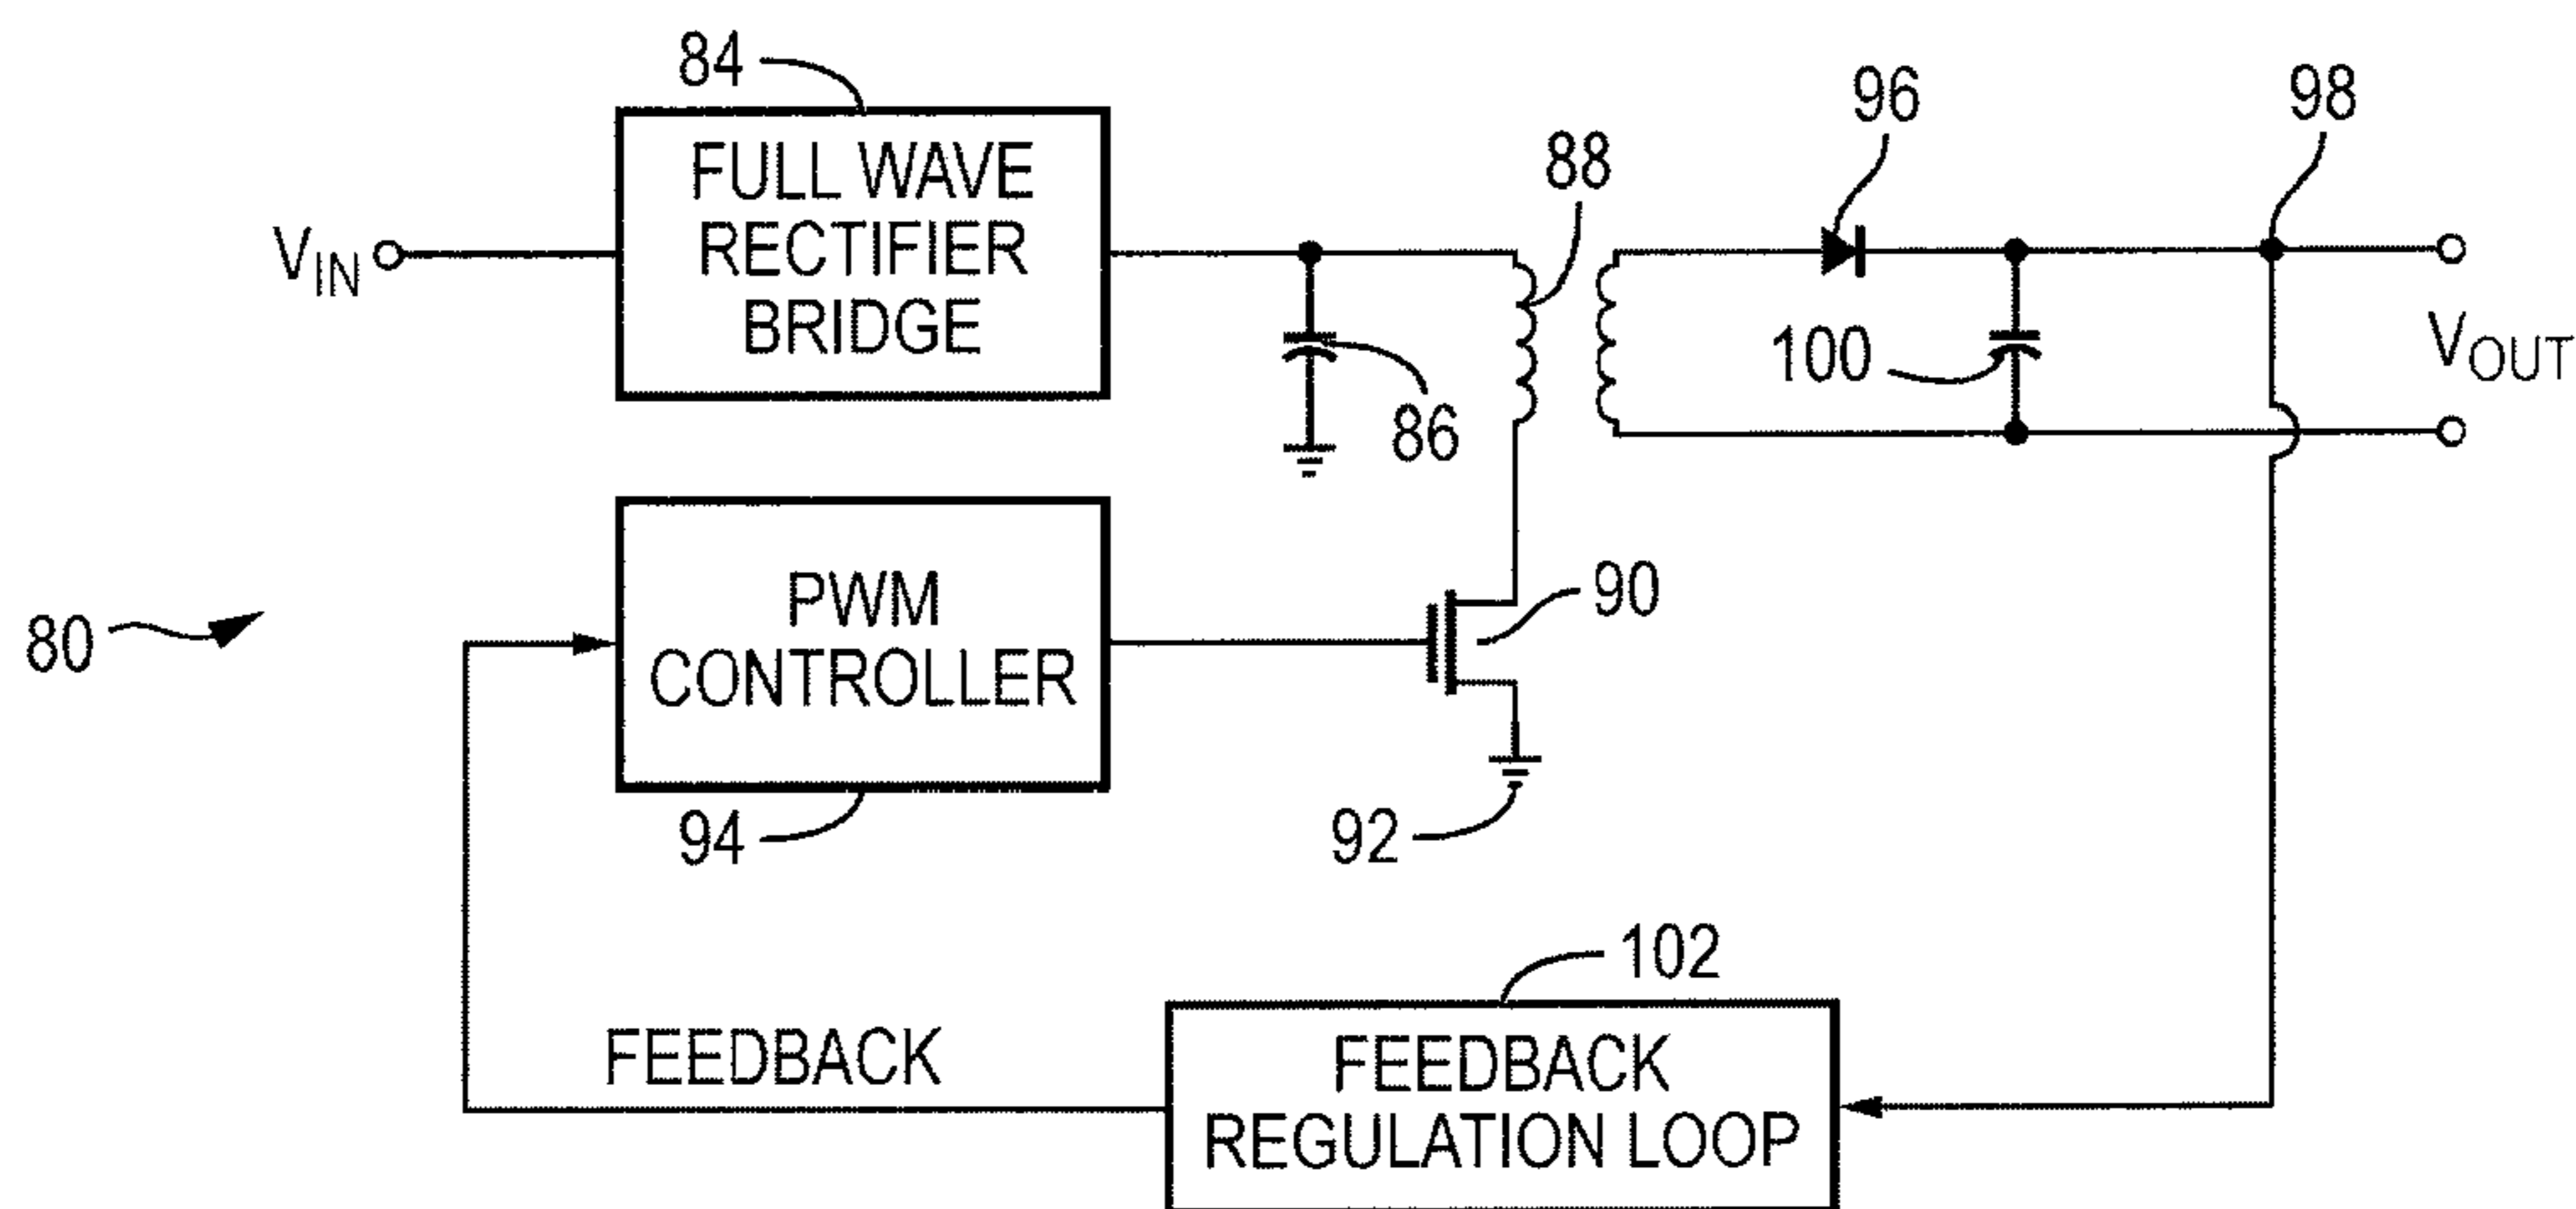 84
FULL WAVE
RECTIFIER
BRIDGE
VIN
86
88
96
98
100
VOUT
80
PWM
CONTROLLER
94
90
92
102
FEEDBACK
FEEDBACK
REGULATION LOOP